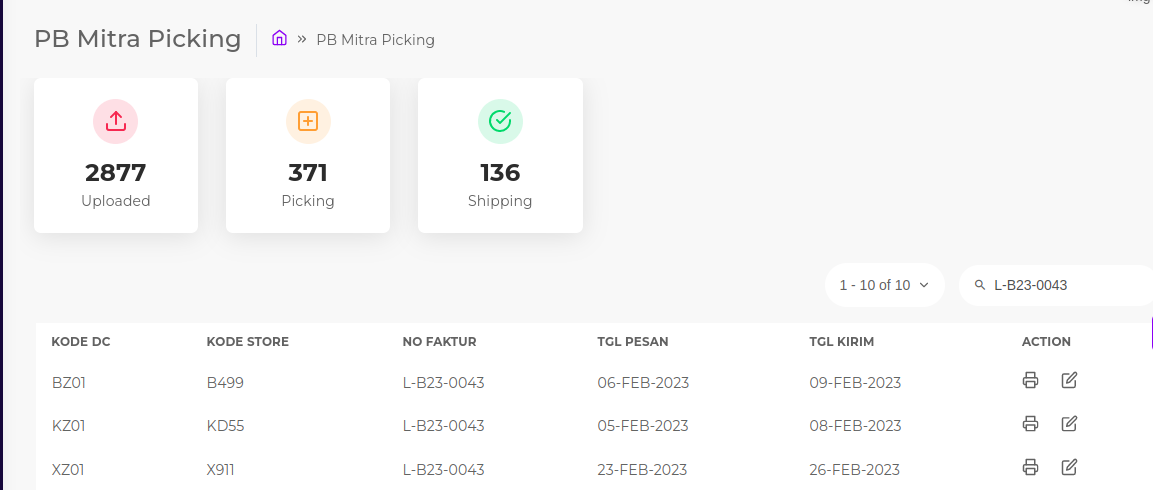 PB Mitra Picking » PB Mitra Picking
2877 371 136
Uploaded Picking Shipping
1 - 10 of 10 L-B23-0043
KODE DC KODE STORE NO FAKTUR TGL PESAN TGL KIRIM ACTION
BZ01 B499 L-B23-0043 06-FEB-2023 09-FEB-2023
KZ01 KD55 L-B23-0043 05-FEB-2023 08-FEB-2023
XZ01 X911 L-B23-0043 23-FEB-2023 26-FEB-2023